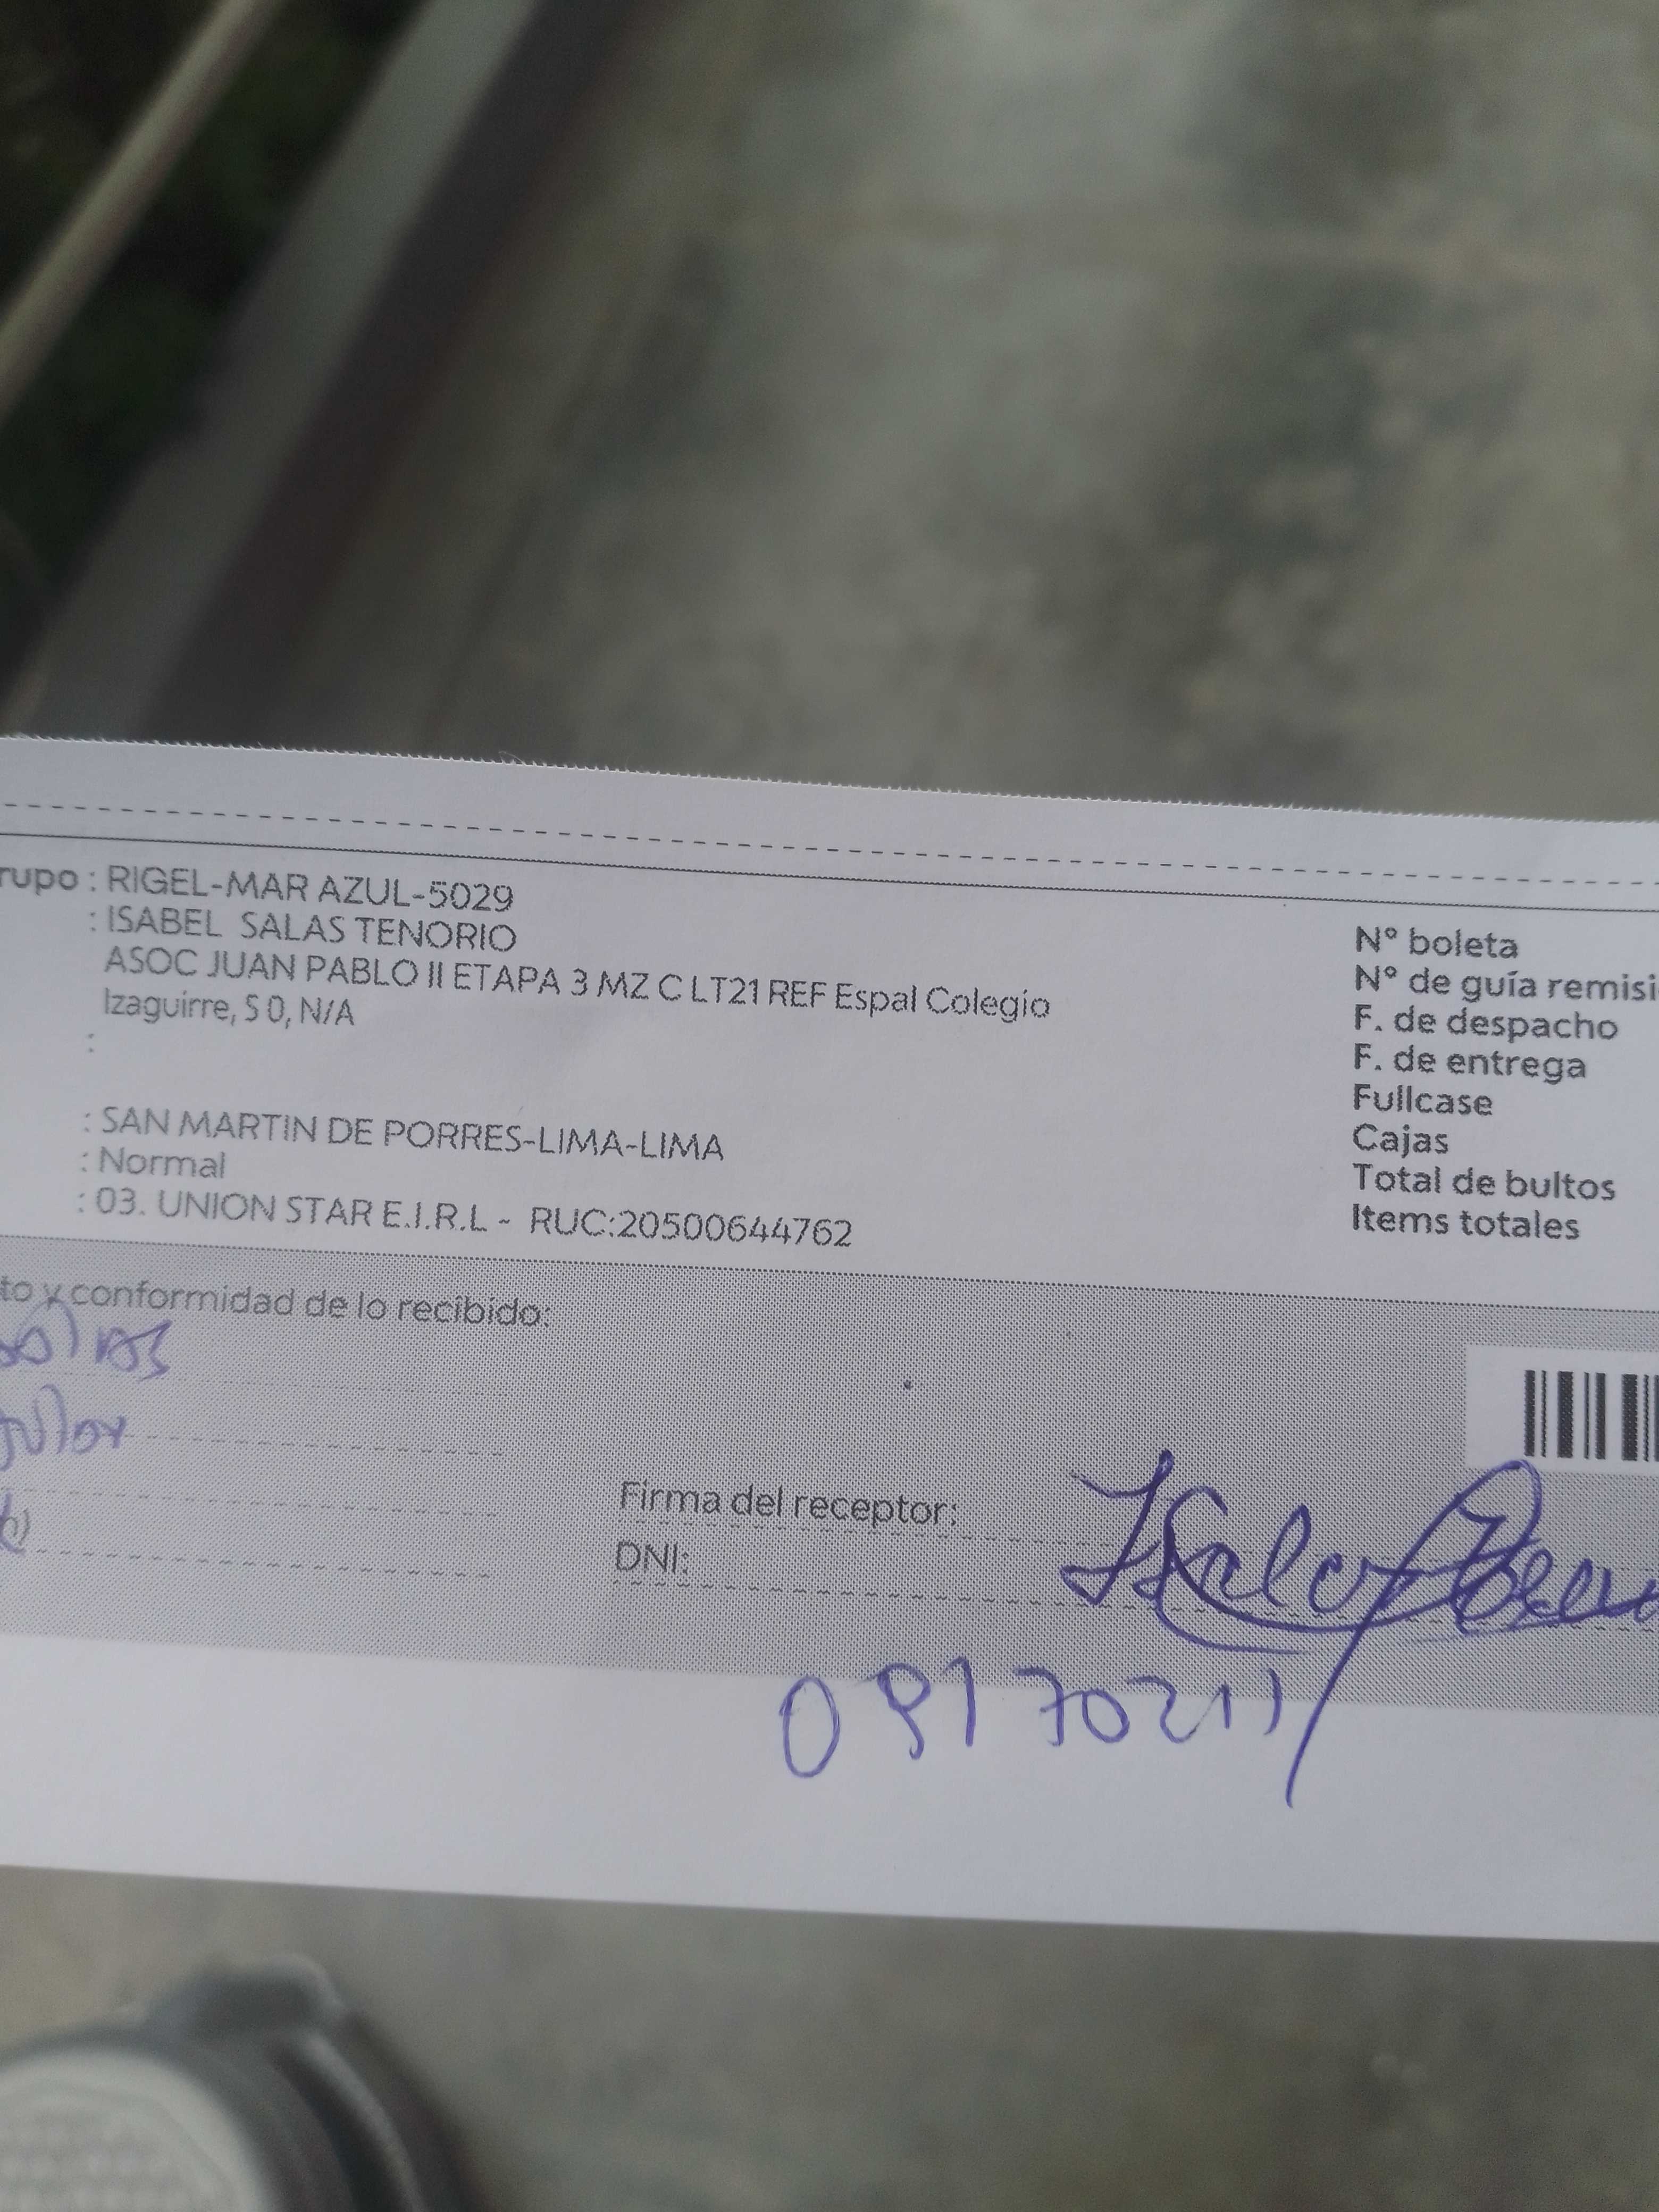 rupo : RIGEL-MAR AZUL-5029
: ISABEL SALAS TENORIO
ASOC JUAN PABLO II ETAPA 3 MZ C LT21 REF Espal Colegio
Izaguirre, S 0, N/A
:
: SAN MARTIN DE PORRES-LIMA-LIMA
: Normal
: 03. UNION STAR E.I.R.L - RUC:20500644762
N° boleta
N° de guía remisi
F. de despacho
F. de entrega
Fullcase
Cajas
Total de bultos
Items totales
to y conformidad de lo recibido:
Firma del receptor:
DNI: